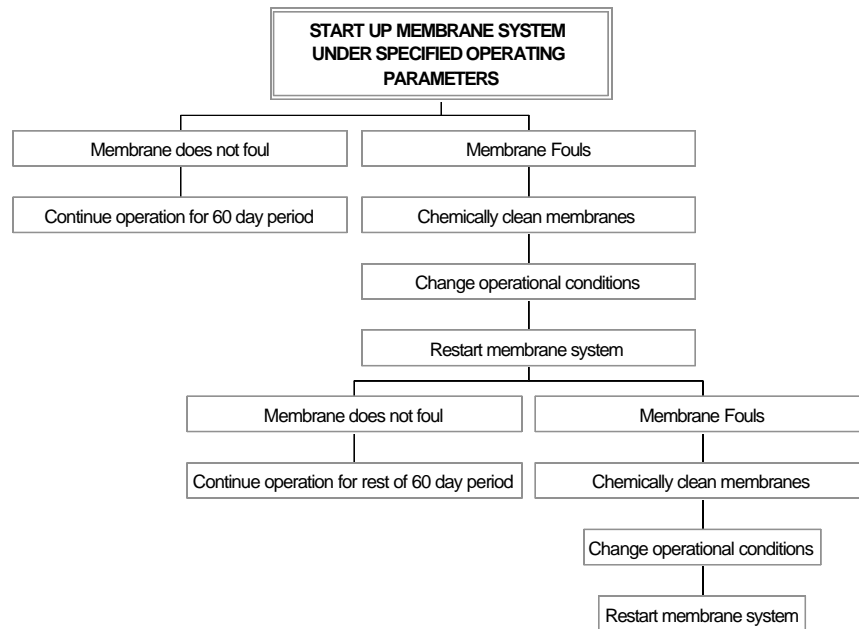 START UP MEMBRANE SYSTEM
UNDER SPECIFIED OPERATING
PARAMETERS
Membrane does not foul
Membrane Fouls
Continue operation for 60 day period
Chemically clean membranes
Change operational conditions
Restart membrane system
Membrane does not foul
Membrane Fouls
Continue operation for rest of 60 day period
Chemically clean membranes
Change operational conditions
Restart membrane system